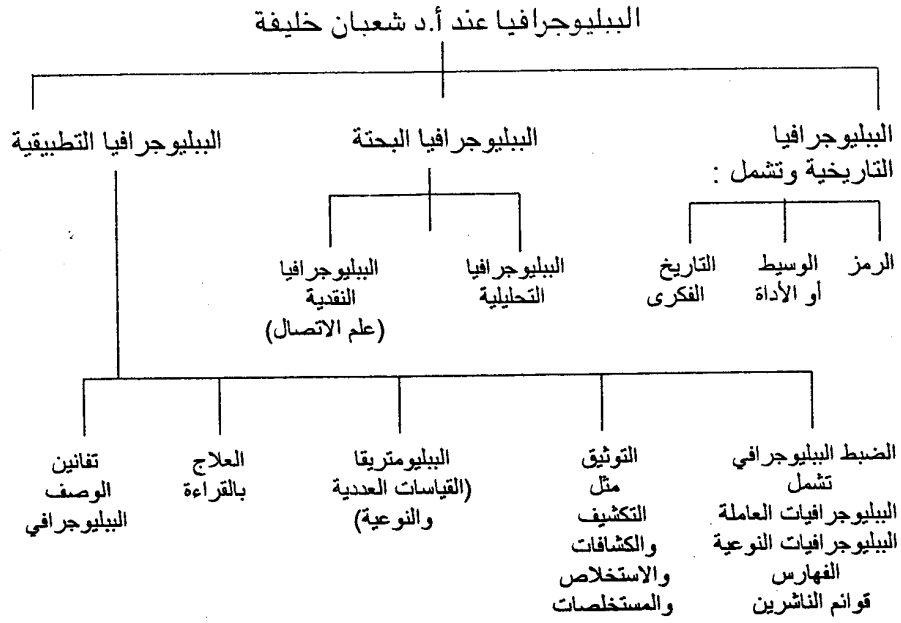 الببليوجرافيا عند أ.د شعبان خليفة
الببليوجرافيا
التاريخية وتشمل :
الببليوجرافيا البحتة
الببليوجرافيا التطبيقية
الرمز
الوسيط
أو الأداة
التاريخ
الفكرى
الببليوجرافيا
التحليلية
الببليوجرافيا
النقدية
(علم الاتصال)
الضبط الببليوجرافي
تشمل
الببليوجرافيات العاملة
الببليوجرافيات النوعية
الفهارس
قوائم الناشرين
التوثيق
مثل
التكشيف
والكشافات
والاستخلاص
والمستخلصات
الببليومتريقا
(القياسات العددية
والنوعية)
العلاج
بالقراءة
تقانين
الوصف
الببليوجرافي